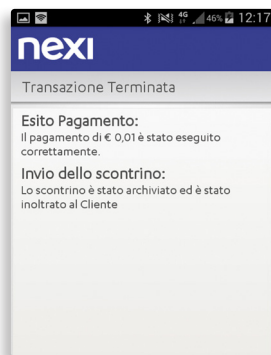 4G 46% 12:17
nexi
Transazione Terminata
Esito Pagamento:
Il pagamento di € 0,01 è stato eseguito
correttamente.
Invio dello scontrino:
Lo scontrino è stato archiviato ed è stato
inoltrato al Cliente